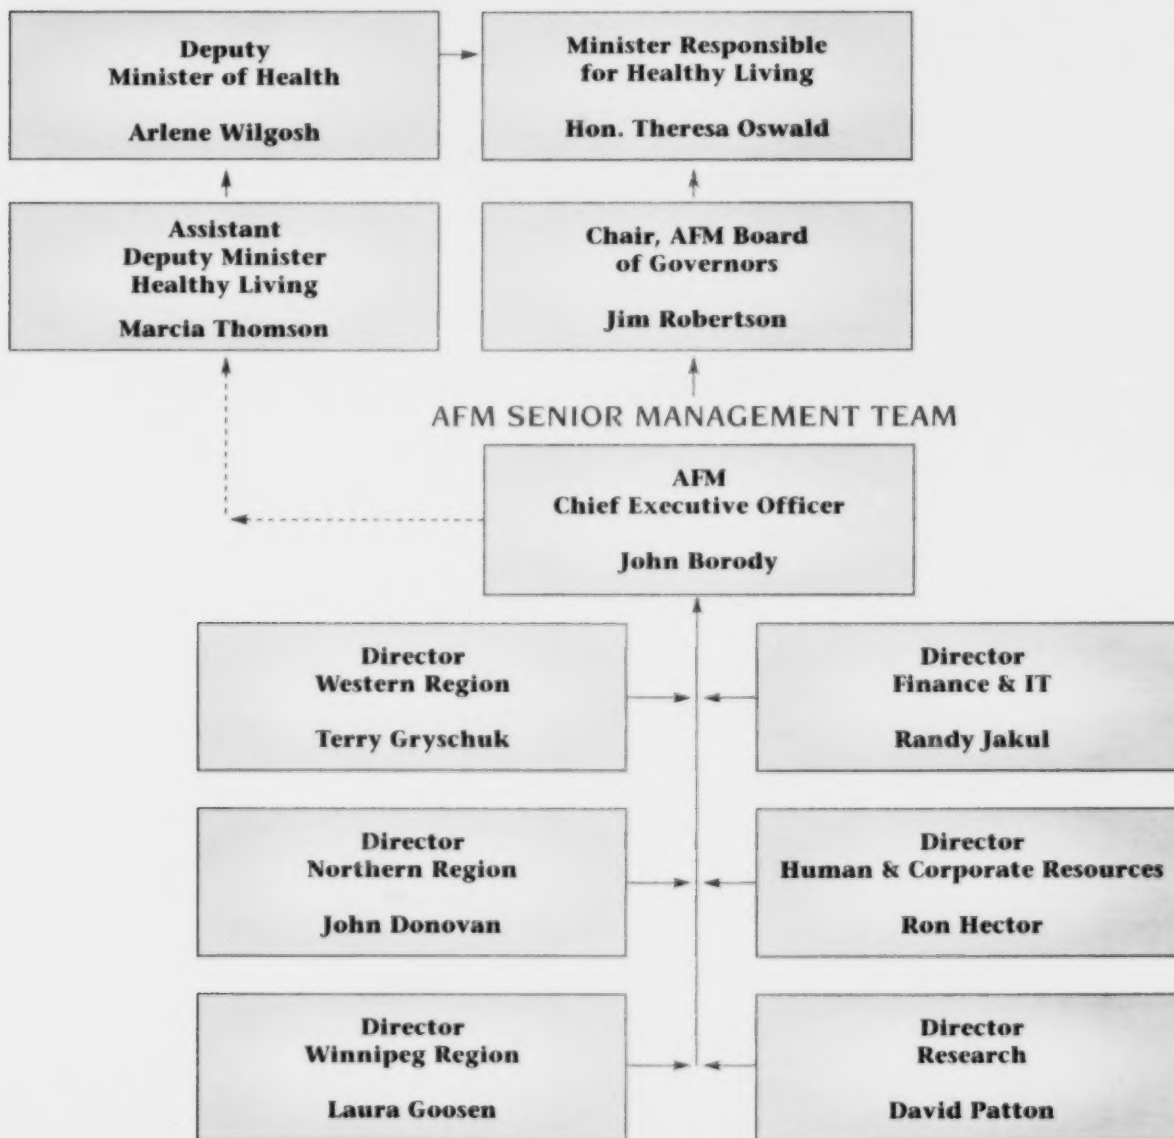 Deputy
Minister of Health
Arlene Wilgosh
Minister Responsible
for Healthy Living
Hon. Theresa Oswald
Assistant
Deputy Minister
Healthy Living
Marcia Thomson
Chair, AFM Board
of Governors
Jim Robertson
AFM SENIOR MANAGEMENT TEAM
AFM
Chief Executive Officer
John Borody
Director
Western Region
Terry Gryschuk
Director
Finance & IT
Randy Jakul
Director
Northern Region
John Donovan
Director
Human & Corporate Resources
Ron Hector
Director
Winnipeg Region
Laura Goosen
Director
Research
David Patton